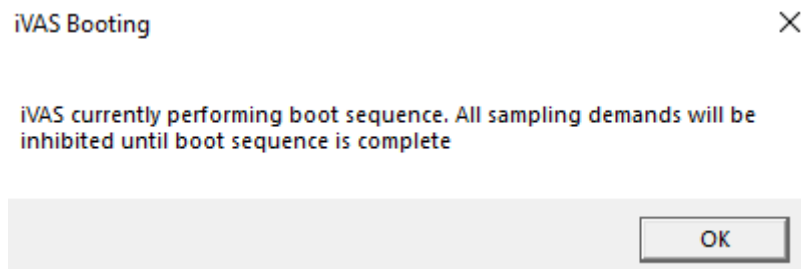 iVAS Booting
iVAS currently performing boot sequence. All sampling demands will be
inhibited until boot sequence is complete
OK